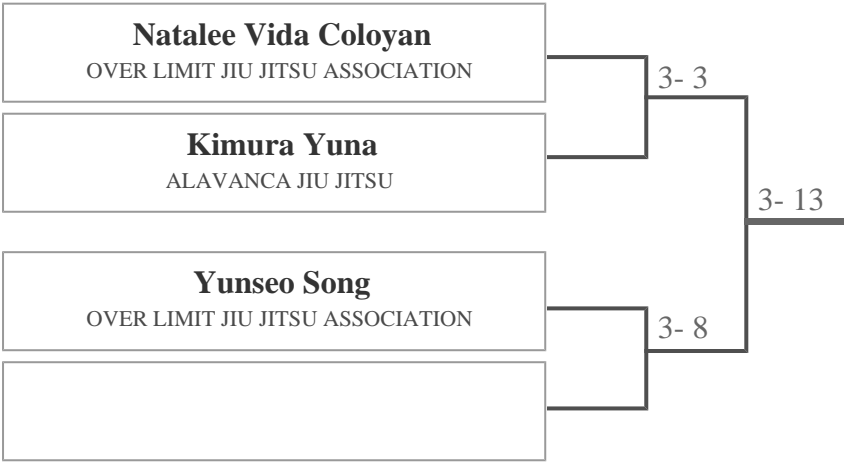 Natalee Vida Coloyan
OVER LIMIT JIU JITSU ASSOCIATION
3- 3
Kimura Yuna
ALAVANCA JIU JITSU
3- 13
Yunseo Song
OVER LIMIT JIU JITSU ASSOCIATION
3- 8